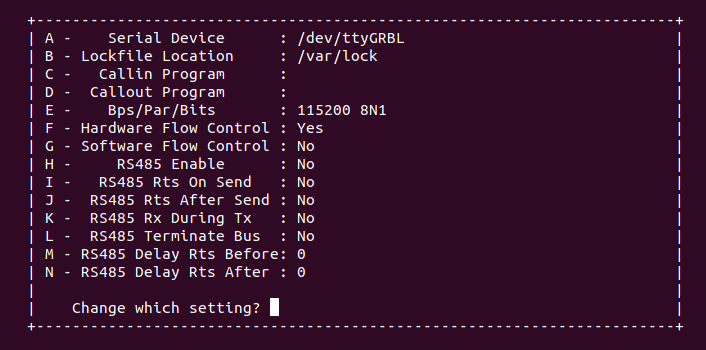 +-----------------------------------------------------------------------+
| A -    Serial Device      : /dev/ttyGRBL                              |
| B - Lockfile Location     : /var/lock                                 |
| C -   Callin Program      :                                           |
| D -  Callout Program      :                                           |
| E -    Bps/Par/Bits       : 115200 8N1                                |
| F - Hardware Flow Control : Yes                                       |
| G - Software Flow Control : No                                        |
| H -     RS485 Enable      : No                                        |
| I -   RS485 Rts On Send   : No                                        |
| J -  RS485 Rts After Send : No                                        |
| K -  RS485 Rx During Tx   : No                                        |
| L -  RS485 Terminate Bus  : No                                        |
| M - RS485 Delay Rts Before: 0                                         |
| N - RS485 Delay Rts After : 0                                         |
|                                                                       |
|    Change which setting?                                              |
+-----------------------------------------------------------------------+